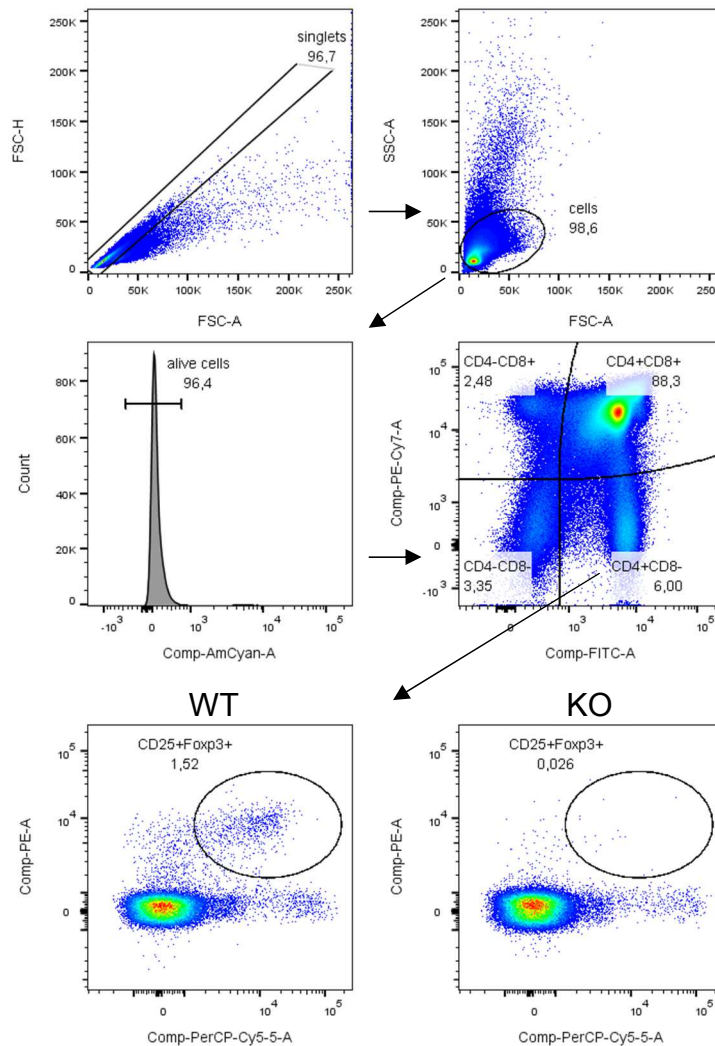 singlets
96,7
250K
200K
150K
100K
50K
0
FSC-H
0 50K 100K 150K 200K 250K
FSC-A
250K
200K
150K
100K
50K
0
SSC-A
cells
98,6
0 50K 100K 150K 200K 250K
FSC-A
alive cells
96,4
80K
60K
40K
20K
0
Count
-10³ 0 10³ 10⁴ 10⁵
Comp-AmCyan-A
CD4-CD8+
2,48
CD4+CD8+
88,3
10⁵
10⁴
10³
0
-10³
Comp-PE-Cy7-A
CD4-CD8-
3,35
CD4+CD8-
6,00
0 10³ 10⁴ 10⁵
Comp-FITC-A
WT
CD25+Foxp3+
1,52
10⁵
10⁴
0
Comp-PE-A
0 10⁴ 10⁵
Comp-PerCP-Cy5-5-A
KO
CD25+Foxp3+
0,026
10⁵
10⁴
0
Comp-PE-A
0 10⁴ 10⁵
Comp-PerCP-Cy5-5-A